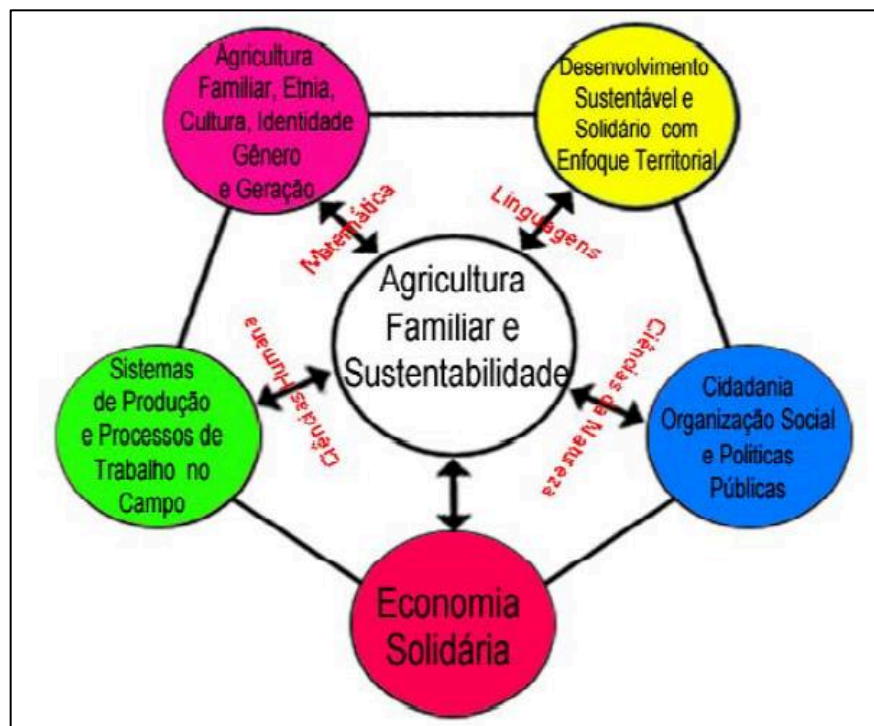 Agricultura
Familiar, Etnia,
Cultura, Identidade
Gênero
e Geração
Desenvolvimento
Sustentável e
Solidário com
Enfoque Territorial
Matemática
Linguagens
Agricultura
Familiar e
Sustentabilidade
Ciências Humana
Ciências da Natureza
Sistemas
de Produção
e Processos de
Trabalho no
Campo
Cidadania
Organização Social
e Políticas
Públicas
Economia
Solidária